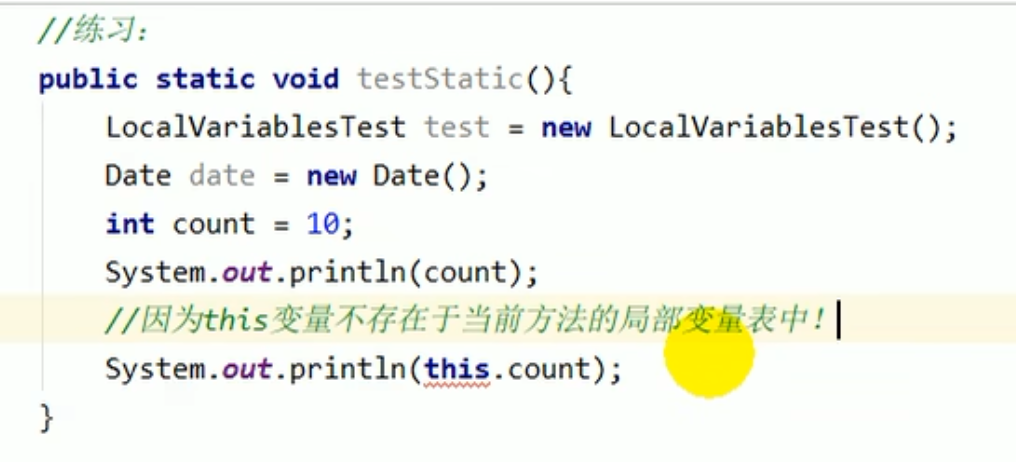 //练习：
public static void testStatic(){
LocalVariablesTest test = new LocalVariablesTest();
Date date = new Date();
int count = 10;
System.out.println(count);
//因为this变量不存在于当前方法的局部变量表中！
System.out.println(this.count);
}